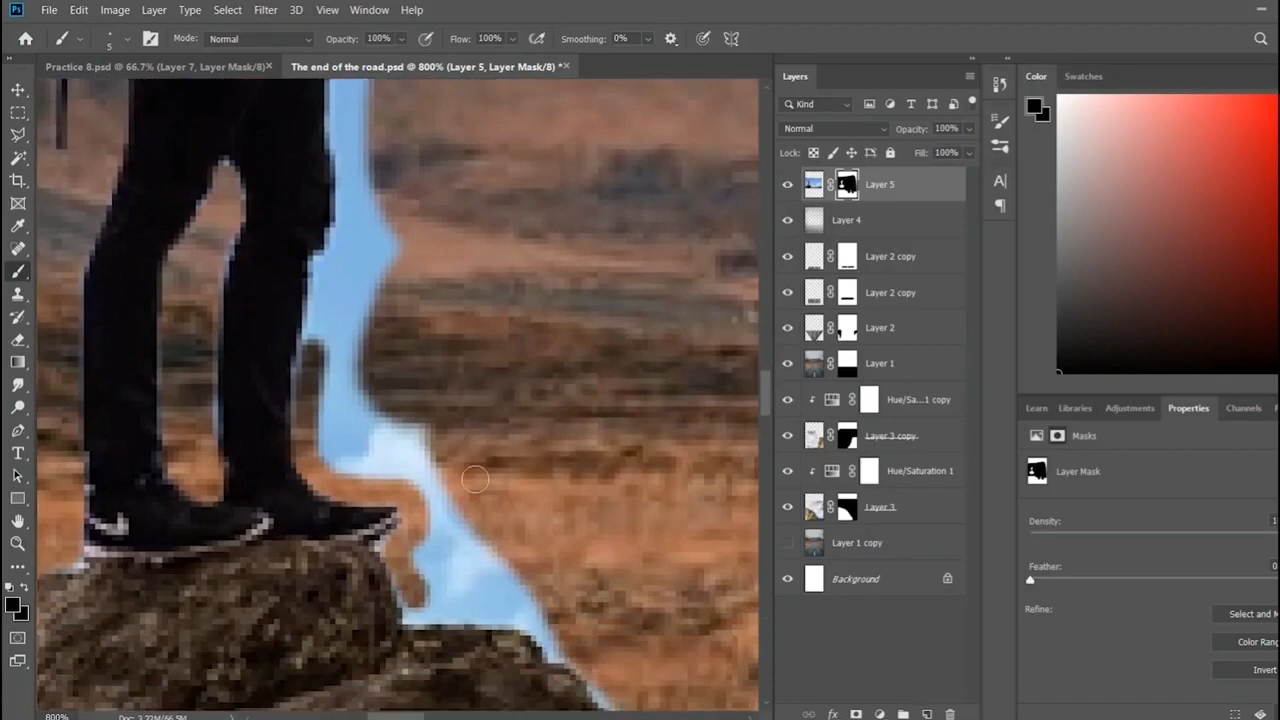 Ps File Edit Image Layer Type Select Filter 3D View Window Help
5 Mode: Normal Opacity: 100% Flow: 100% Smoothing: 0%
Practice 8.psd @ 66.7% (Layer 7, Layer Mask/8) The end of the road.psd @ 800% (Layer 5, Layer Mask/8) *
Layers
Color Swatches
Kind
Normal Opacity: 100%
Lock: Fill: 100%
Layer 5
Layer 4
Layer 2 copy
Layer 2 copy
Layer 2
Layer 1
Hue/Sa...1 copy
Layer 3 copy
Hue/Saturation 1
Layer 3
Layer 1 copy
Background
Learn Libraries Adjustments Properties Channels
Masks
Layer Mask
Density:
Feather:
Refine:
Select and M
Color Rang
Invert
800% Doc: 3.22M/66.5M
fx